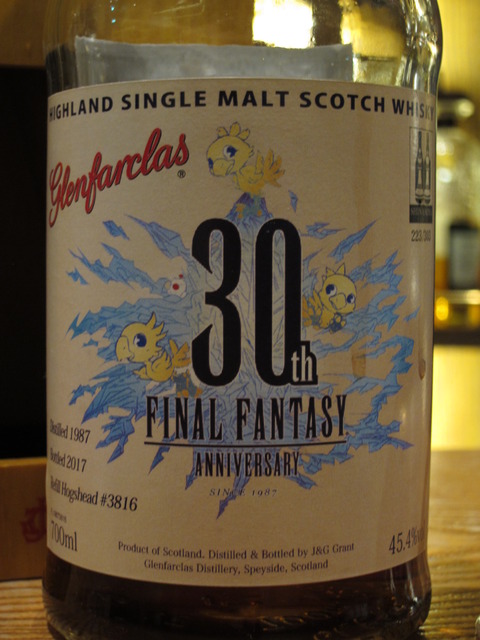 HIGHLAND SINGLE MALT SCOTCH WHISKY
Glenfarclas®
30th
FINAL FANTASY
ANNIVERSARY
SINCE 1987
Distilled 1987
Bottled 2017
Refill Hogshead #3816
700ml
Product of Scotland. Distilled & Bottled by J&G Grant
Glenfarclas Distillery, Speyside, Scotland
45.4%